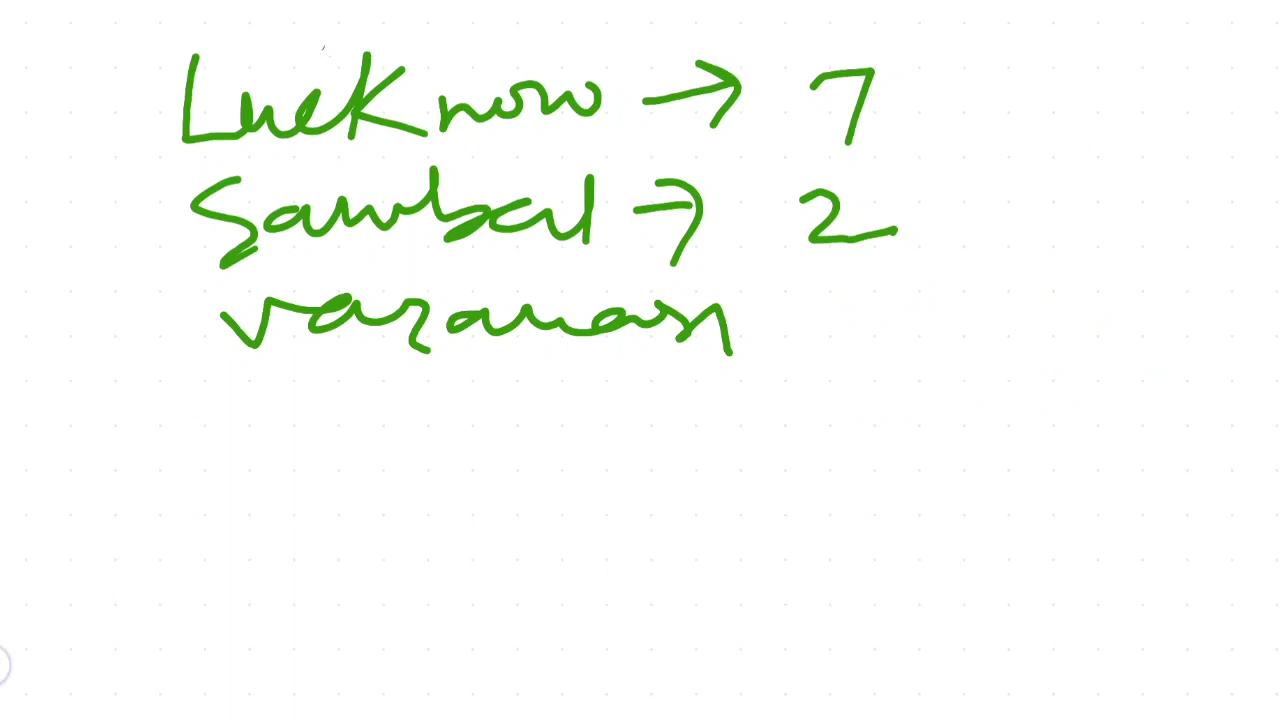 Lucknow → 7
Sambal → 2
varanasi